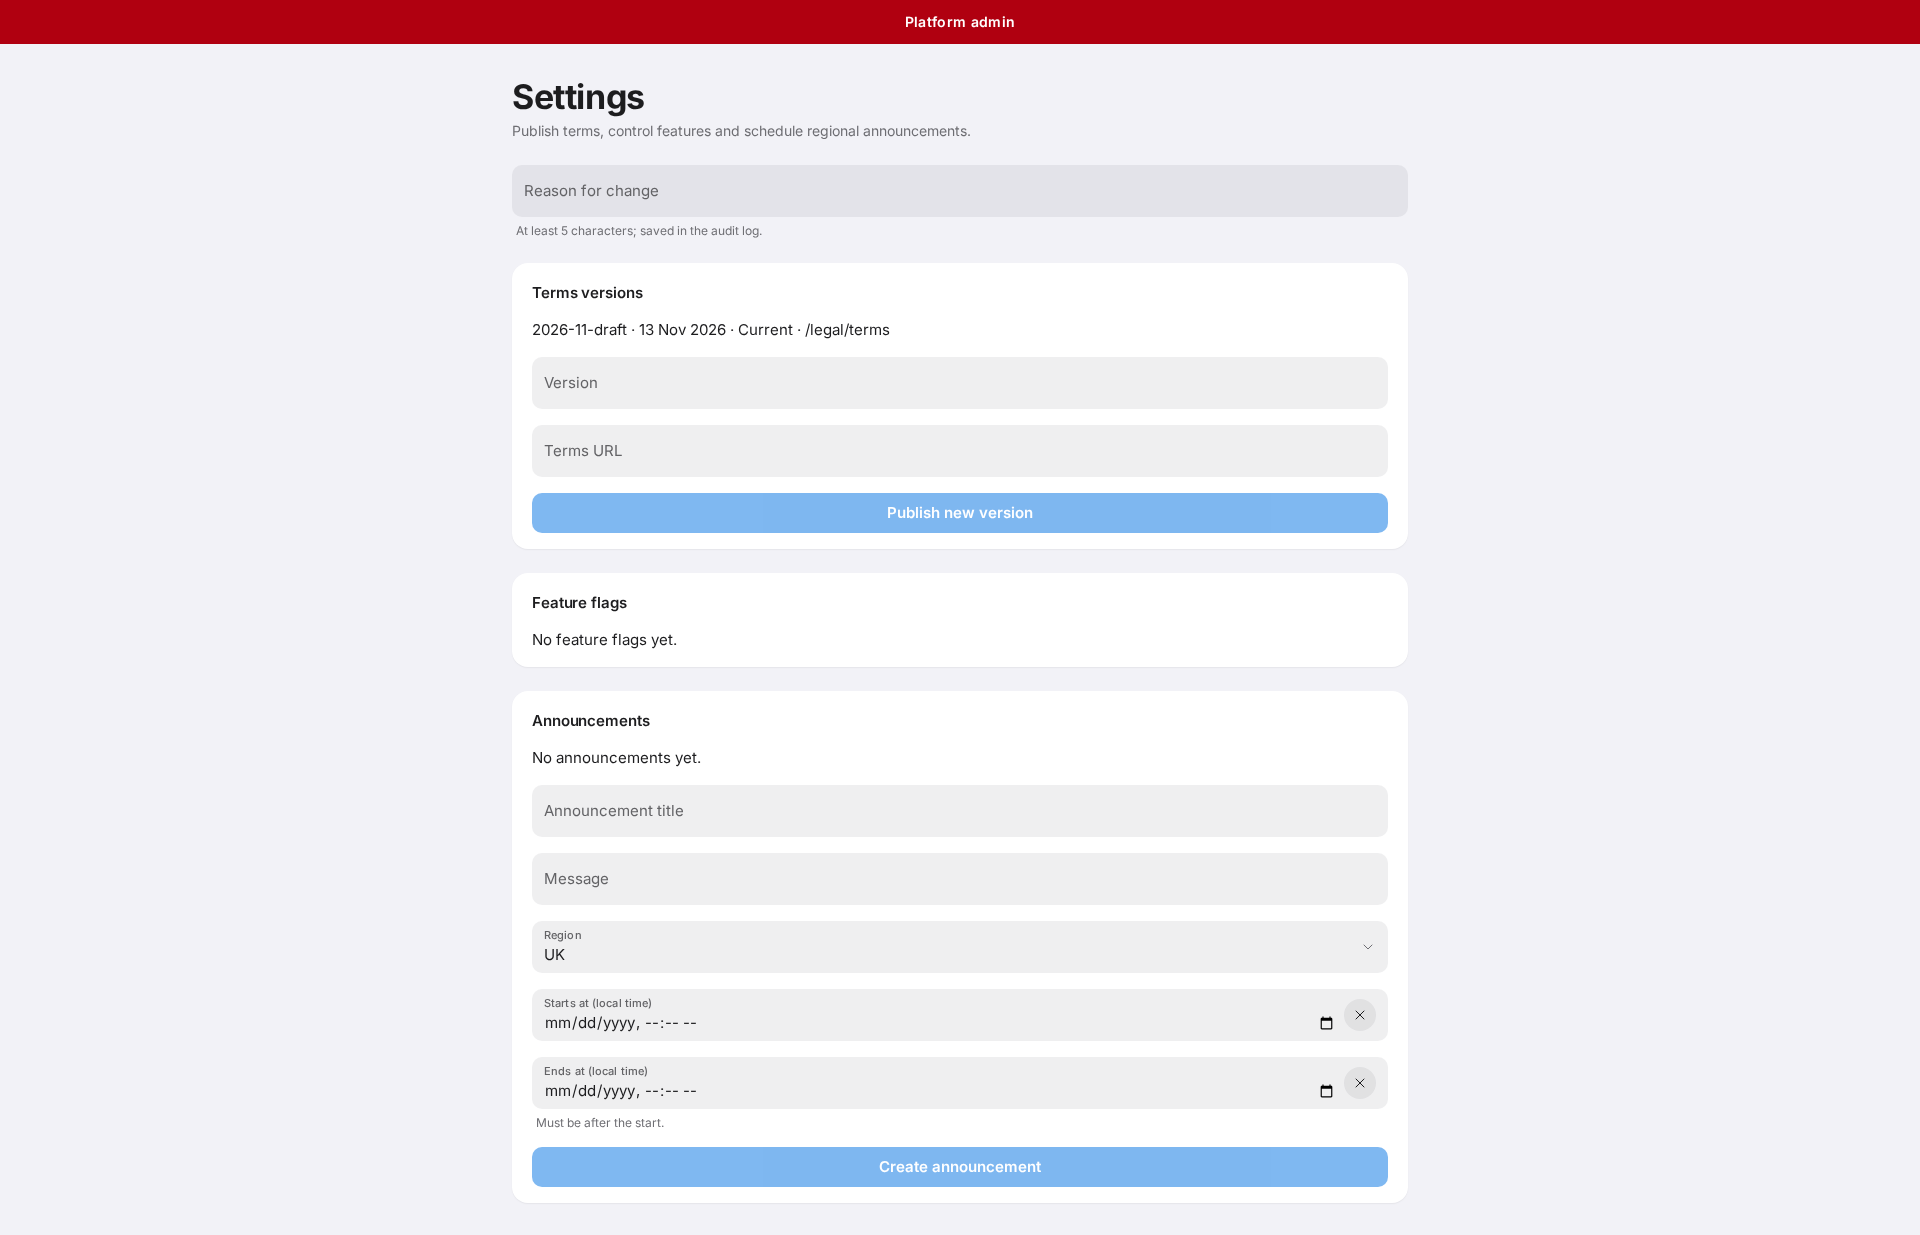 Platform admin
Settings
Publish terms, control features and schedule regional announcements.
Reason for change
At least 5 characters; saved in the audit log.
Terms versions
2026-11-draft · 13 Nov 2026 · Current · /legal/terms
Version
Terms URL
Publish new version
Feature flags
No feature flags yet.
Announcements
No announcements yet.
Announcement title
Message
Region
UK
Starts at (local time)
mm/dd/yyyy, --:-- --
Ends at (local time)
mm/dd/yyyy, --:-- --
Must be after the start.
Create announcement